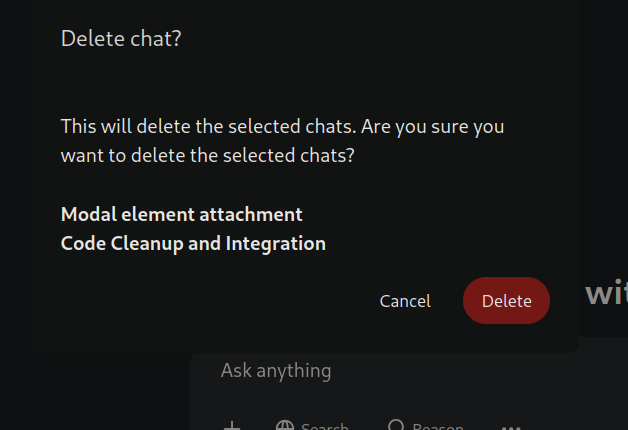 Delete chat?
This will delete the selected chats. Are you sure you
want to delete the selected chats?
Modal element attachment
Code Cleanup and Integration
Cancel
Delete
Ask anything
Search
Reason